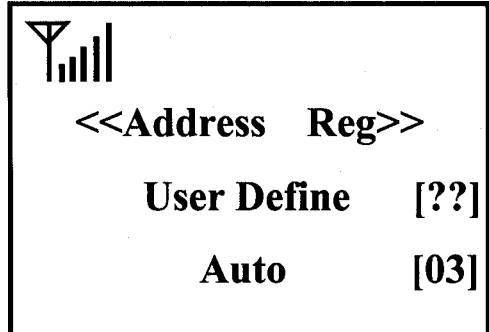 <<Address Reg>>
User Define [??]
Auto [03]